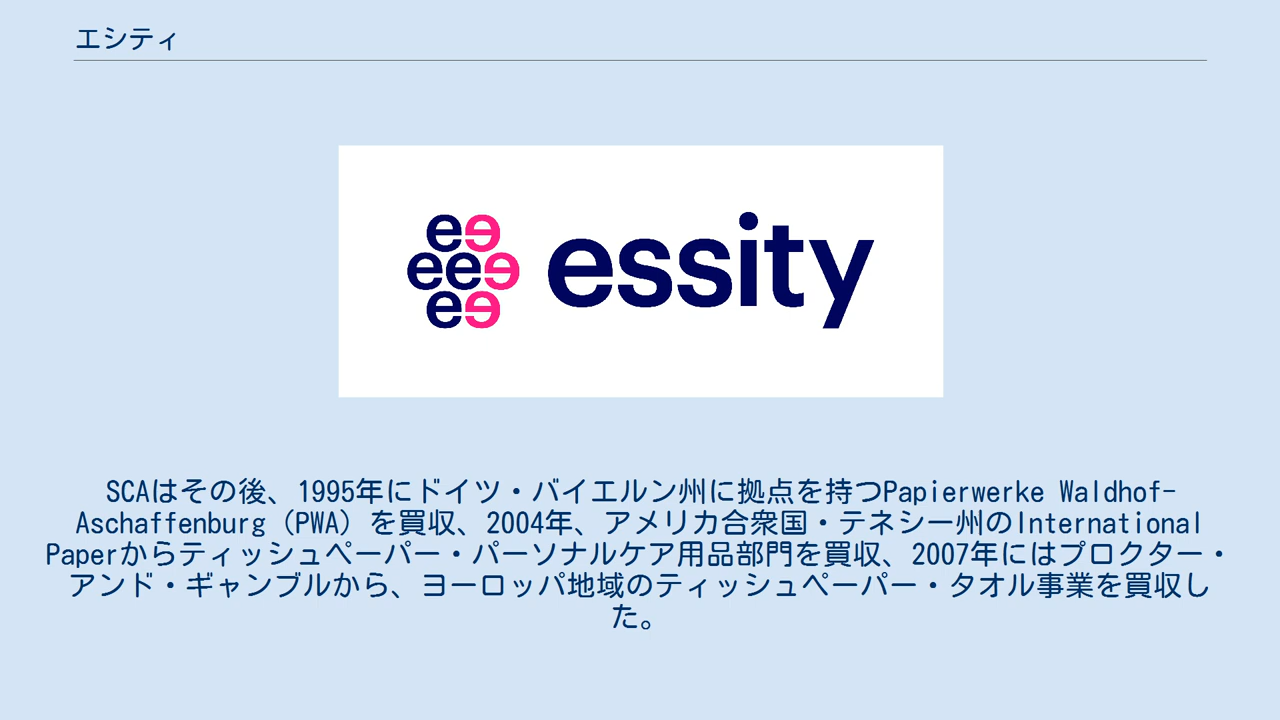 エシティ
essity
SCAはその後、1995年にドイツ・バイエルン州に拠点を持つPapierwerke Waldhof-
Aschaffenburg（PWA）を買収、2004年、アメリカ合衆国・テネシー州のInternational
Paperからティッシュペーパー・パーソナルケア用品部門を買収、2007年にはプロクター・
アンド・ギャンブルから、ヨーロッパ地域のティッシュペーパー・タオル事業を買収し
た。